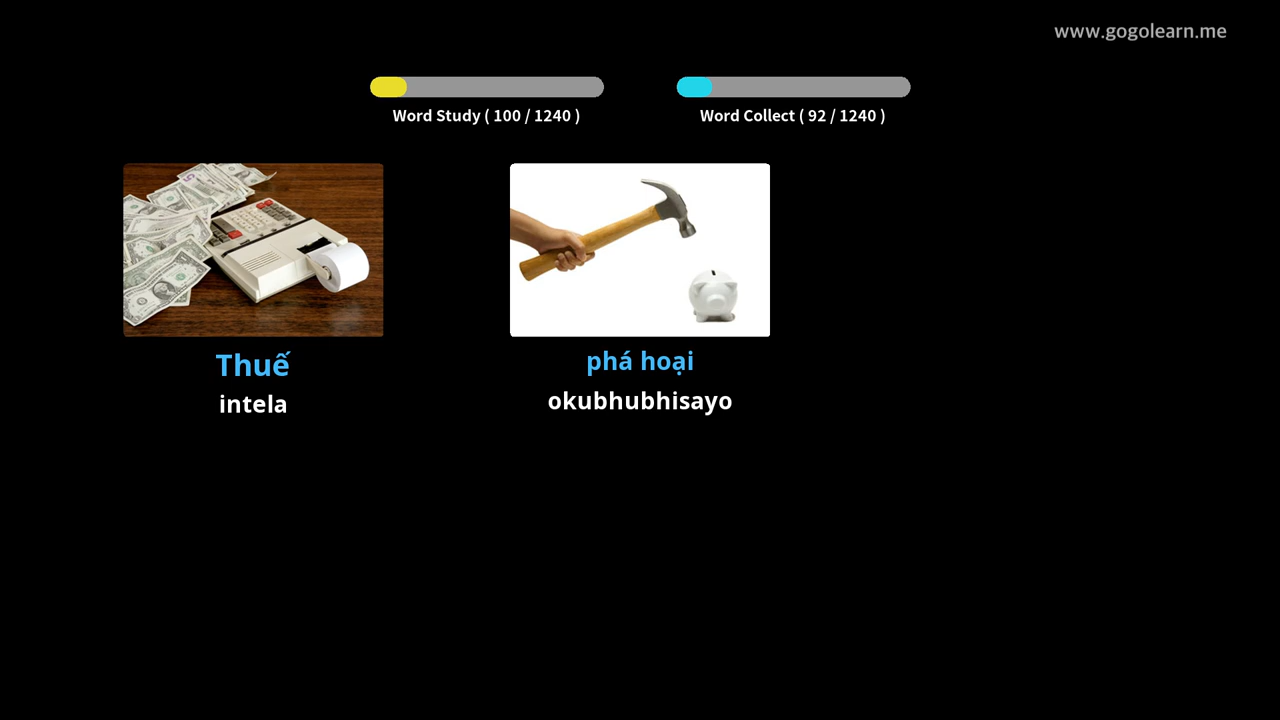 www.gogolearn.me
Word Study ( 100 / 1240 )
Word Collect ( 92 / 1240 )
Thuế
intela
phá hoại
okubhubhisayo